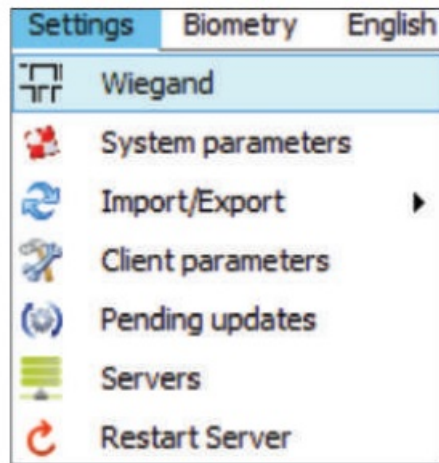 Settings Biometry English
Wiegand
System parameters
Import/Export
Client parameters
Pending updates
Servers
Restart Server